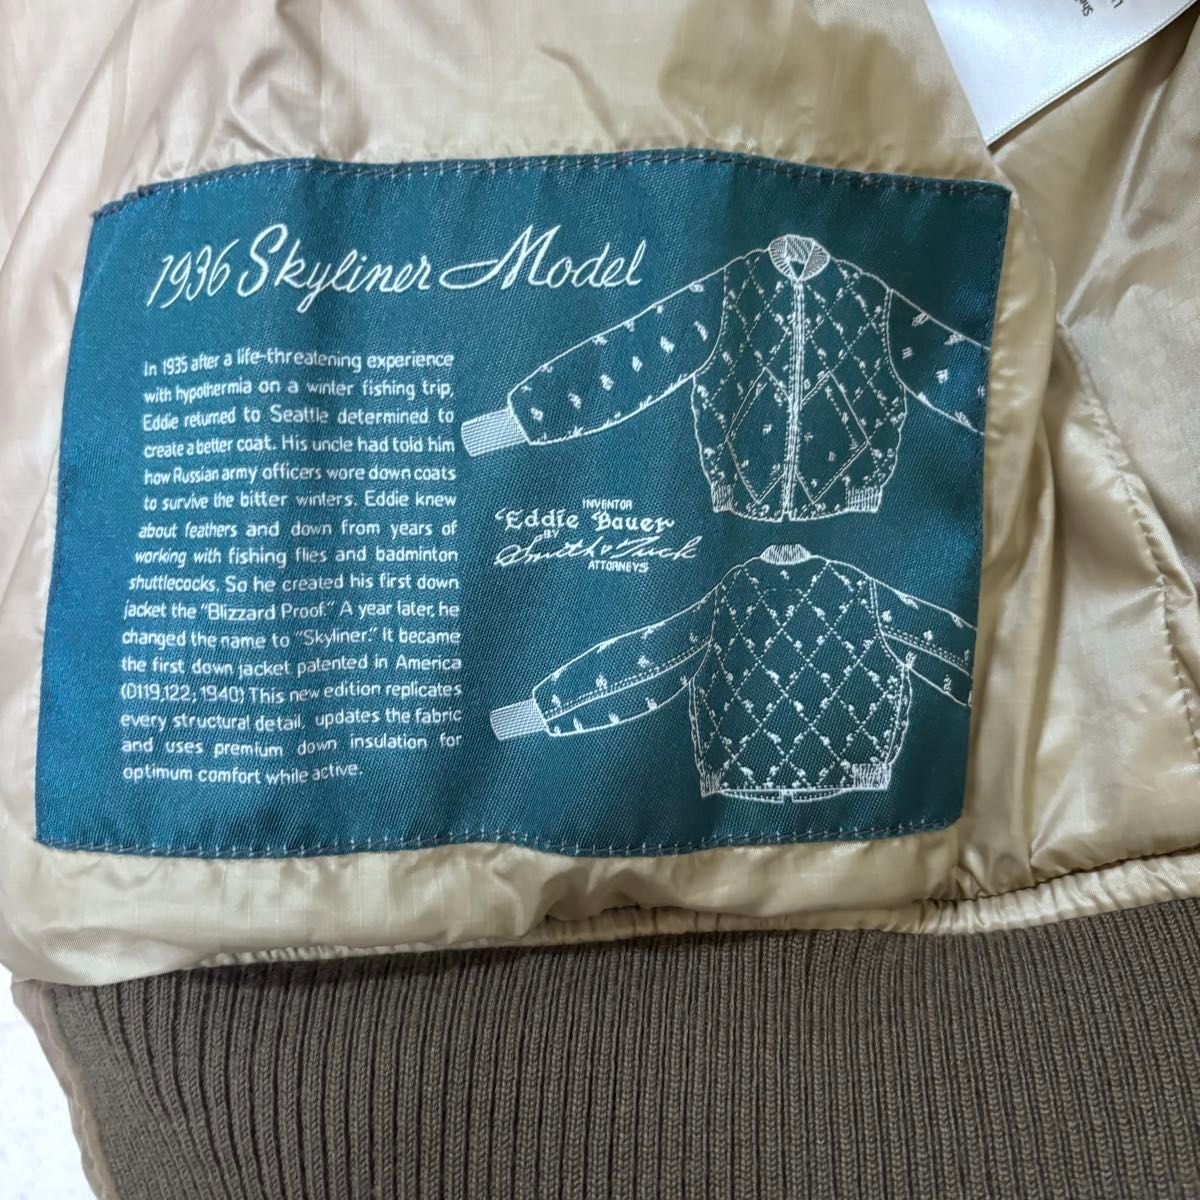 1936 Skyliner Model
In 1935 after a life-threatening experience
with hypothermia on a winter fishing trip,
Eddie returned to Seattle determined to
create a better coat. His uncle had told him
how Russian army officers wore down coats
to survive the bitter winters. Eddie knew
about feathers and down from years of
working with fishing flies and badminton
shuttlecocks. So he created his first down
jacket the "Blizzard Proof." A year later, he
changed the name to "Skyliner." It became
the first down jacket patented in America
(D119,122; 1940) This new edition replicates
every structural detail, updates the fabric
and uses premium down insulation for
optimum comfort while active.
INVENTOR
Eddie Bauer
BY
Smith & Tuck
ATTORNEYS